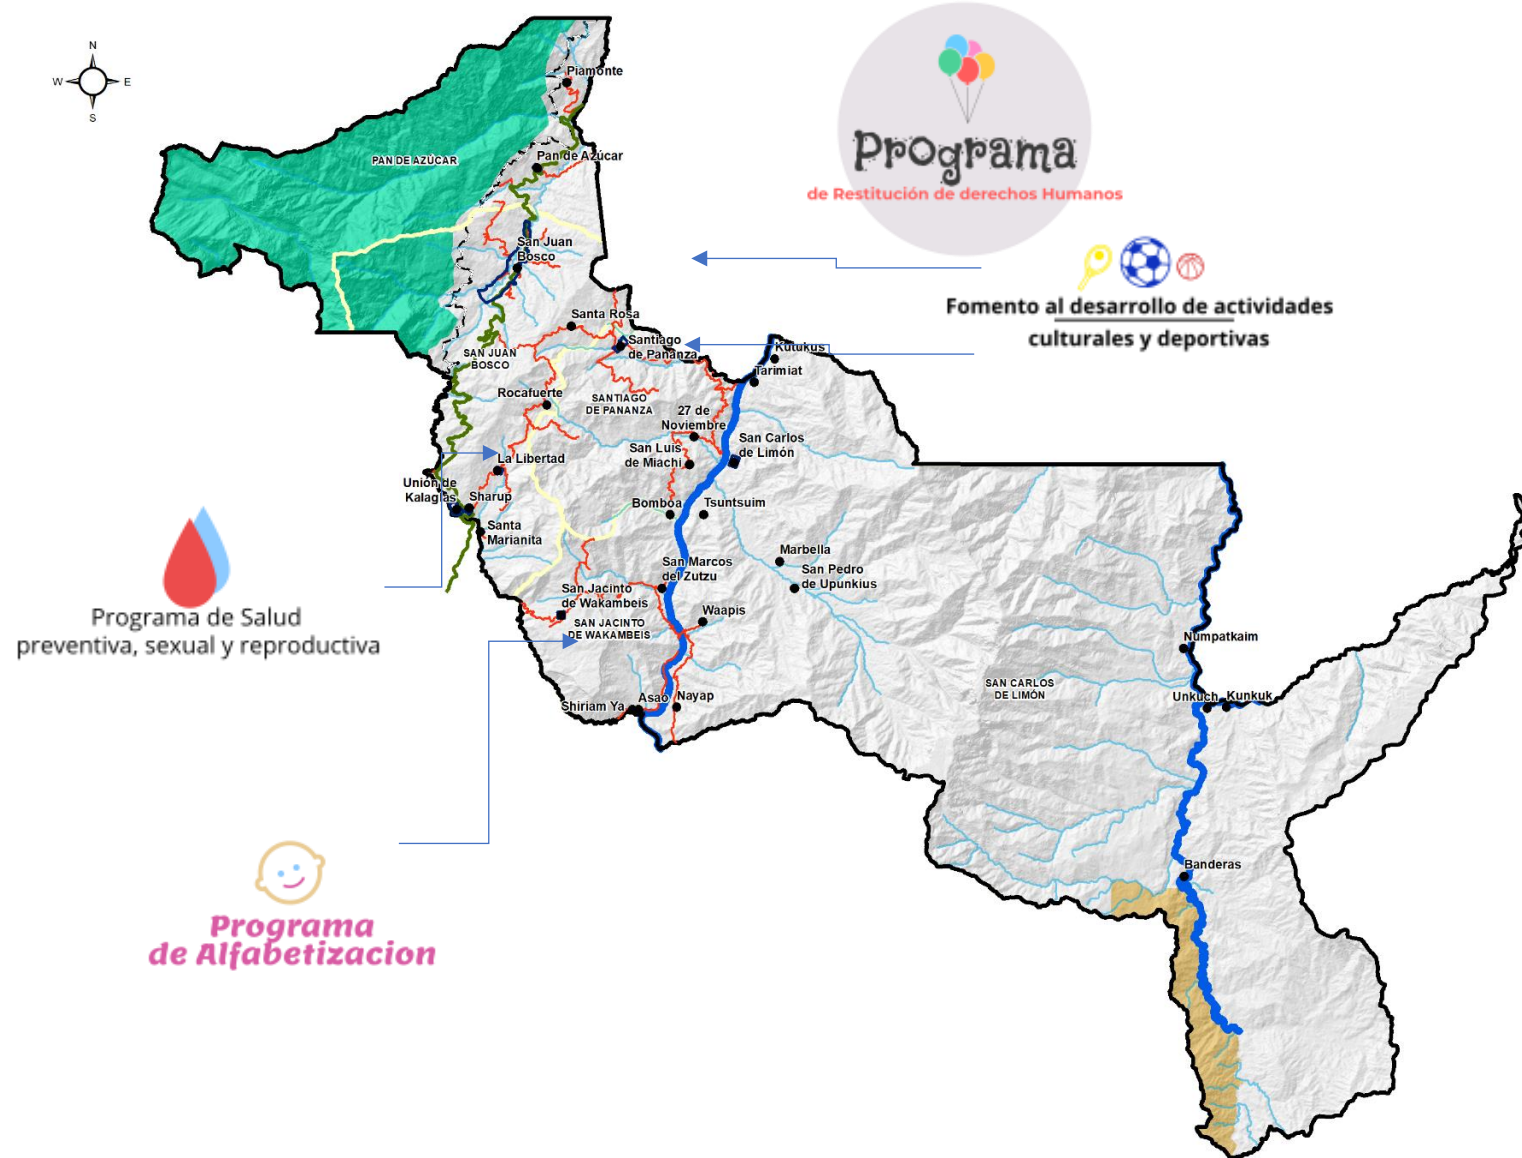 N
W
E
S
Piamonte
PAN DE AZÚCAR
Pan de Azúcar
San Juan
Bosco
Programa
de Restitución de derechos Humanos
Fomento al desarrollo de actividades
culturales y deportivas
Santa Rosa
Santiago
de Pananza
Kutukus
Tarimiat
SAN JUAN
BOSCO
Rocafuerte
SANTIAGO
DE PANANZA
27 de
Noviembre
San Luis
de Miachi
San Carlos
de Limón
La Libertad
Unión de
Kalaglas
Sharup
Santa
Marianita
Bomboa
Tsuntsuim
Marbella
San Pedro
de Upunkius
San Marcos
del Zutzu
San Jacinto
de Wakambeis
SAN JACINTO
DE WAKAMBEIS
Waapis
Programa de Salud
preventiva, sexual y reproductiva
Numpatkaim
SAN CARLOS
DE LIMÓN
Unkuch
Kunkuk
Shiriam Ya
Asao
Nayap
Banderas
Programa
de Alfabetizacion